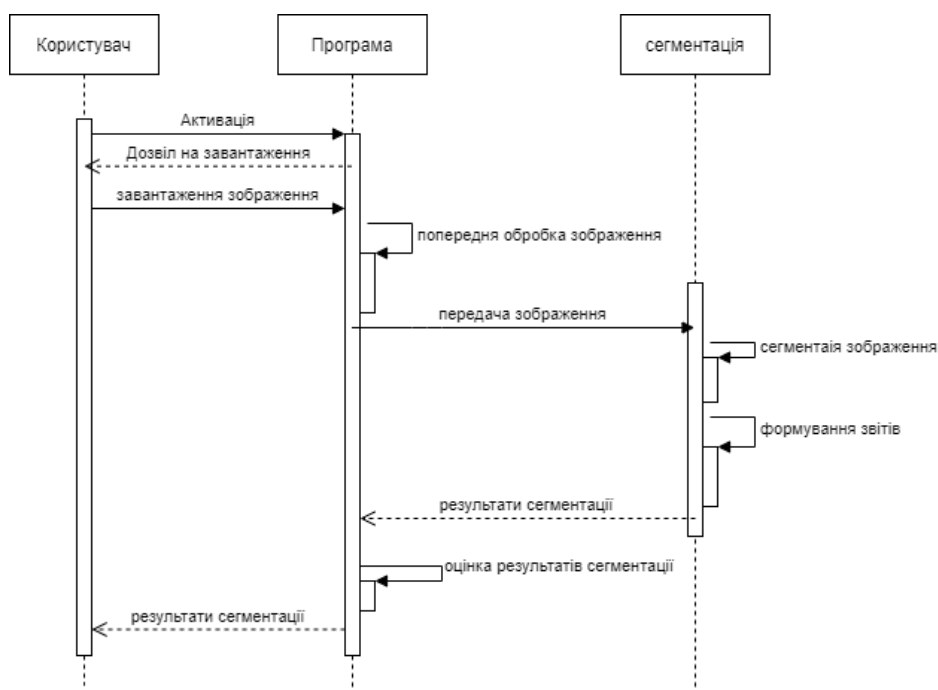 Користувач
Програма
сегментація
Активація
Дозвіл на завантаження
завантаження зображення
попередня обробка зображення
передача зображення
сегментаія зображення
формування звітів
результати сегментації
оцінка результатів сегментації
результати сегментації